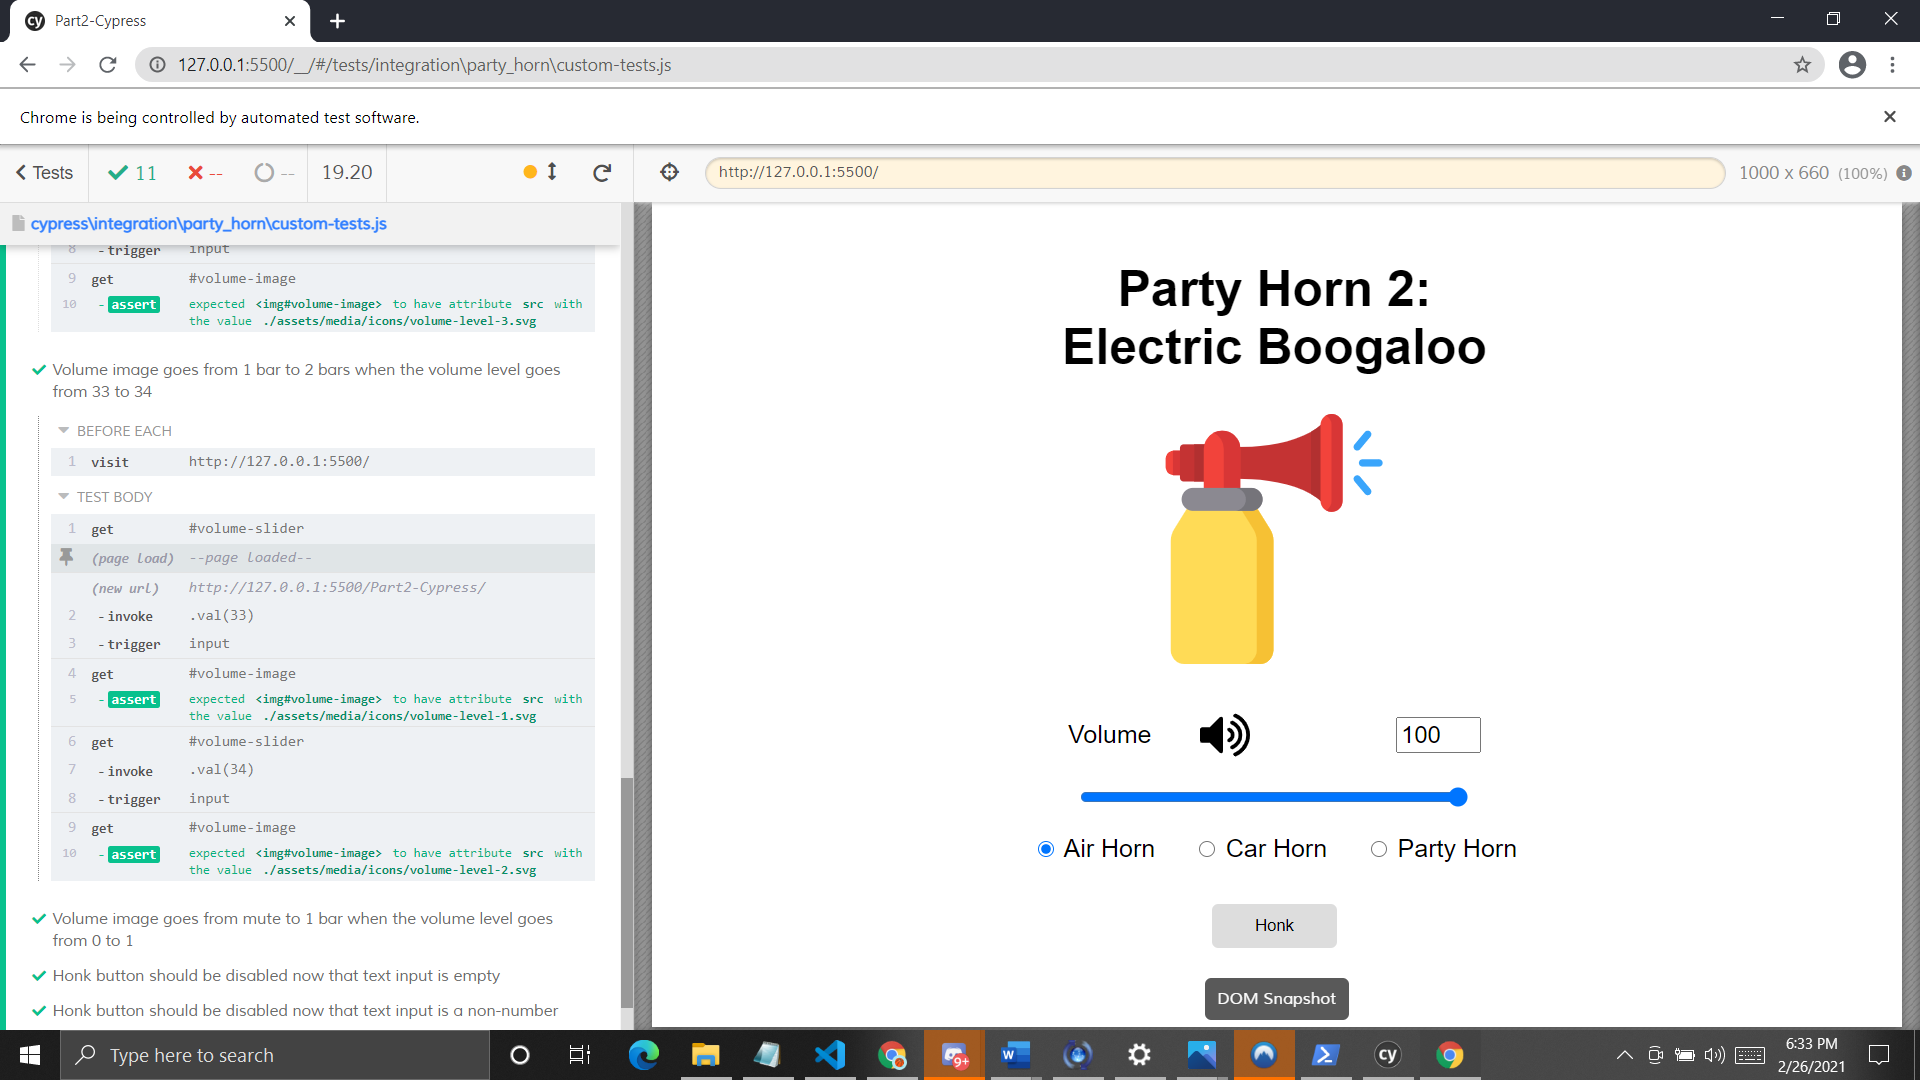 Part2-Cypress
127.0.0.1:5500/__/#/tests/integration\party_horn\custom-tests.js
Chrome is being controlled by automated test software.
Tests 11 -- -- 19.20
http://127.0.0.1:5500/ 1000 x 660 (100%)
cypress\integration\party_horn\custom-tests.js
8 - trigger input
9 get #volume-image
10 - assert expected <img#volume-image> to have attribute src with
the value ./assets/media/icons/volume-level-3.svg
Volume image goes from 1 bar to 2 bars when the volume level goes
from 33 to 34
BEFORE EACH
1 visit http://127.0.0.1:5500/
TEST BODY
1 get #volume-slider
(page load) --page loaded--
(new url) http://127.0.0.1:5500/Part2-Cypress/
2 - invoke .val(33)
3 - trigger input
4 get #volume-image
5 - assert expected <img#volume-image> to have attribute src with
the value ./assets/media/icons/volume-level-1.svg
6 get #volume-slider
7 - invoke .val(34)
8 - trigger input
9 get #volume-image
10 - assert expected <img#volume-image> to have attribute src with
the value ./assets/media/icons/volume-level-2.svg
Volume image goes from mute to 1 bar when the volume level goes
from 0 to 1
Honk button should be disabled now that text input is empty
Honk button should be disabled now that text input is a non-number
Party Horn 2:
Electric Boogaloo
Volume 100
Air Horn Car Horn Party Horn
Honk
DOM Snapshot
Type here to search
9+
cy
6:33 PM
2/26/2021